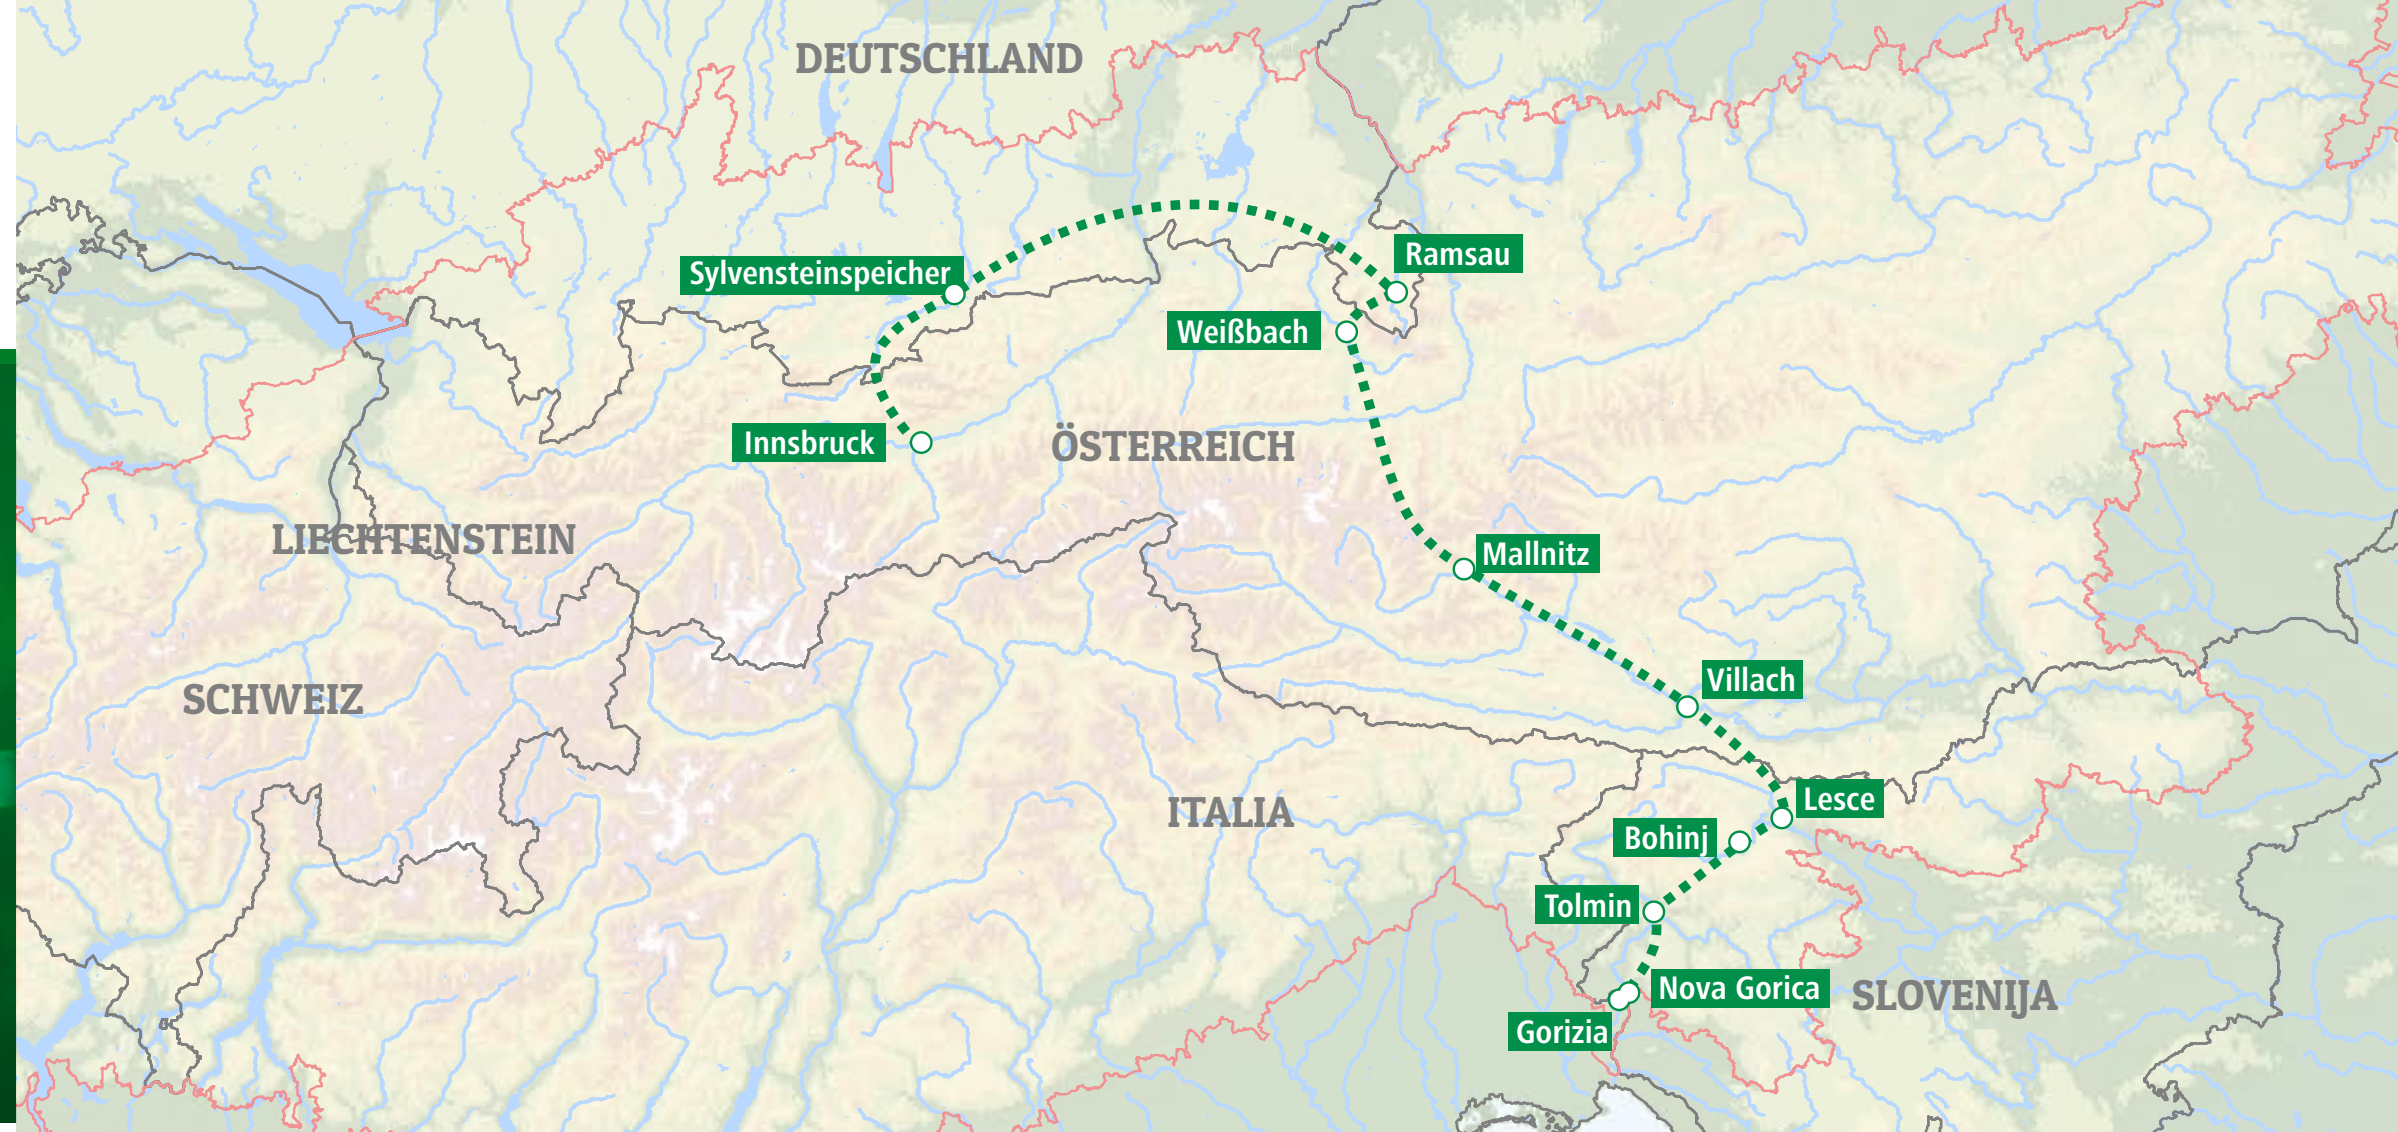 DEUTSCHLAND
Ramsau
Sylvensteinspeicher
Weißbach
Innsbruck
ÖSTERREICH
LIECHTENSTEIN
Mallnitz
Villach
SCHWEIZ
Lesce
ITALIA
Bohinj
Tolmin
Nova Gorica
SLOVENIJA
Gorizia